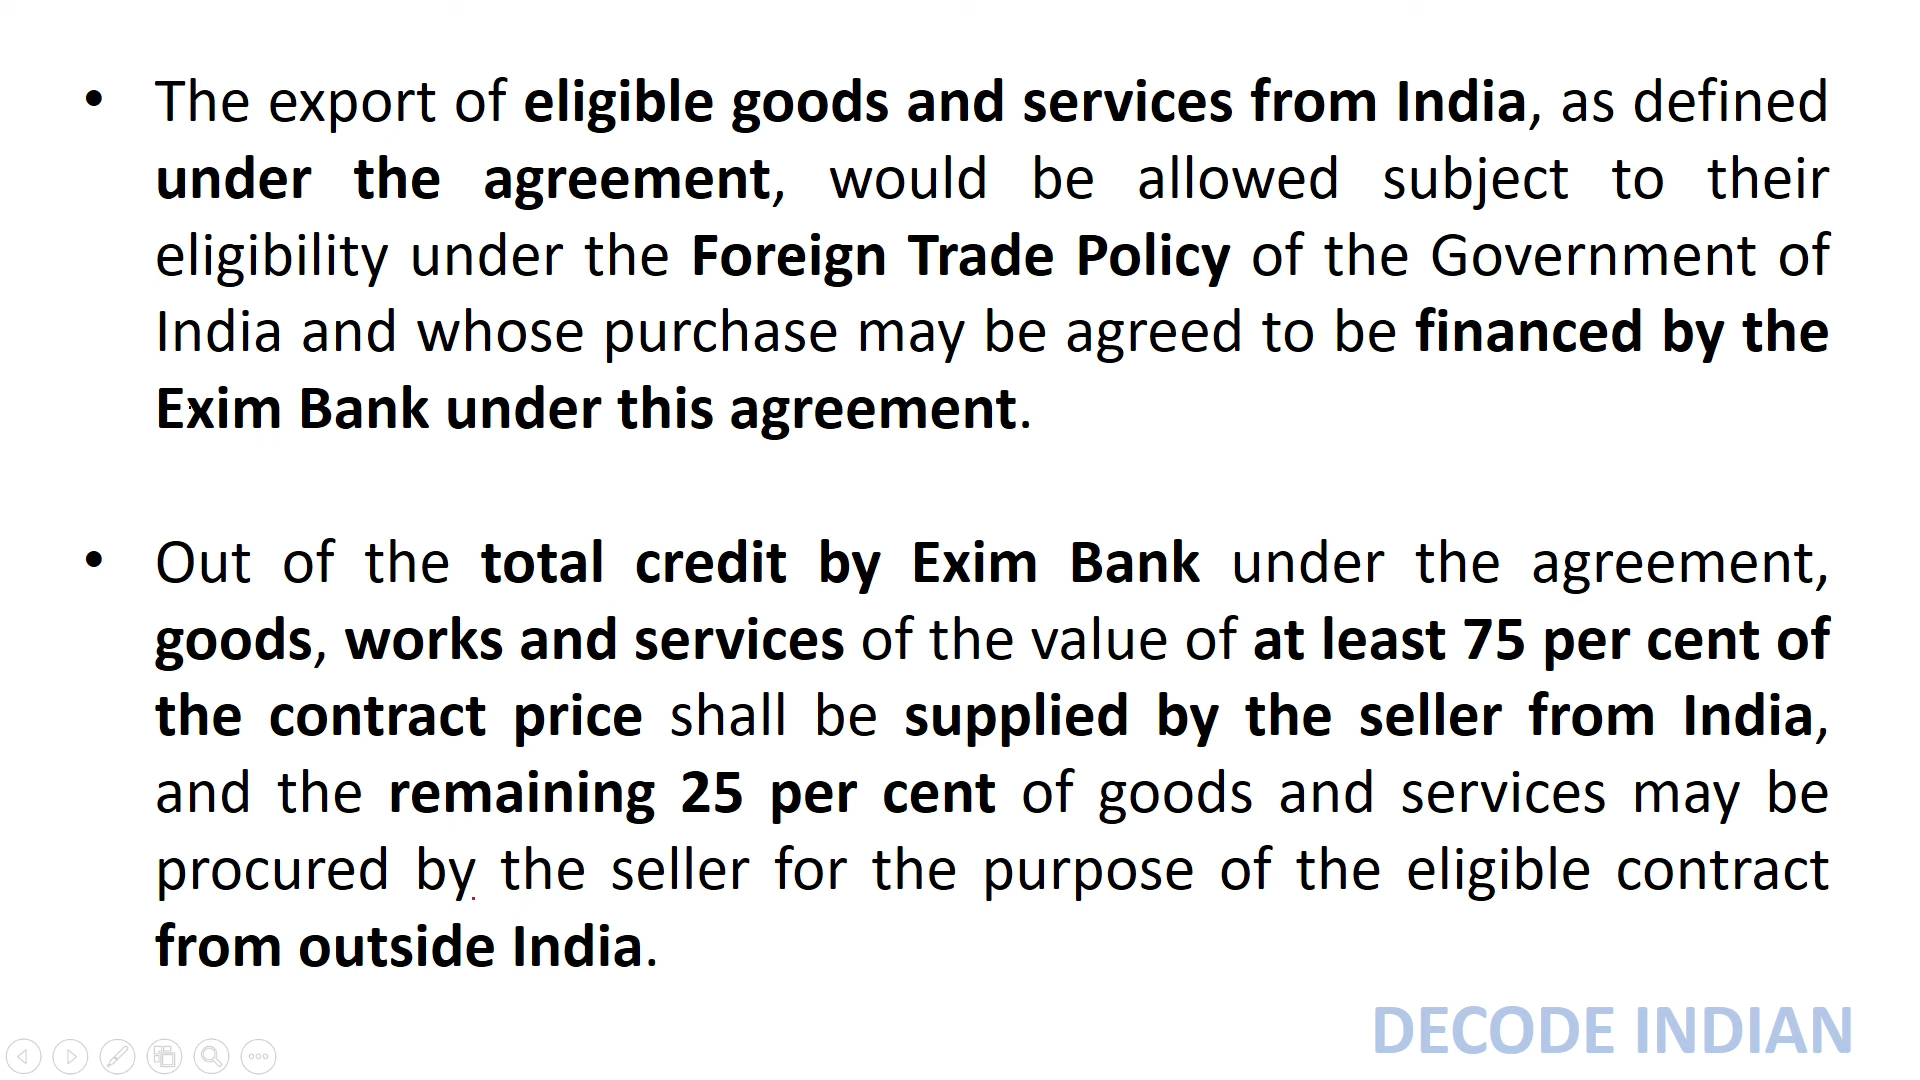 • The export of eligible goods and services from India, as defined
under the agreement, would be allowed subject to their
eligibility under the Foreign Trade Policy of the Government of
India and whose purchase may be agreed to be financed by the
Exim Bank under this agreement.
• Out of the total credit by Exim Bank under the agreement,
goods, works and services of the value of at least 75 per cent of
the contract price shall be supplied by the seller from India,
and the remaining 25 per cent of goods and services may be
procured by the seller for the purpose of the eligible contract
from outside India.
DECODE INDIAN